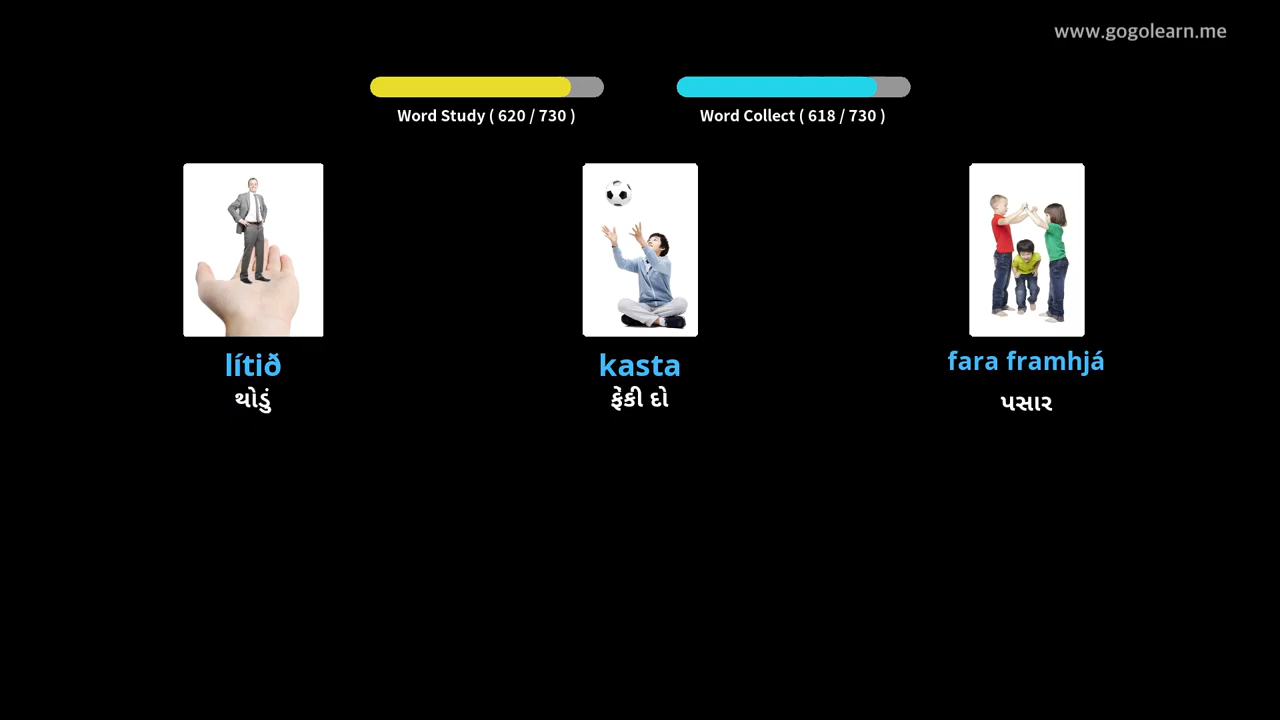 www.gogolearn.me
Word Study ( 620 / 730 )
Word Collect ( 618 / 730 )
lítið
kasta
fara framhjá
થોડું
ફેંકી દો
પસાર